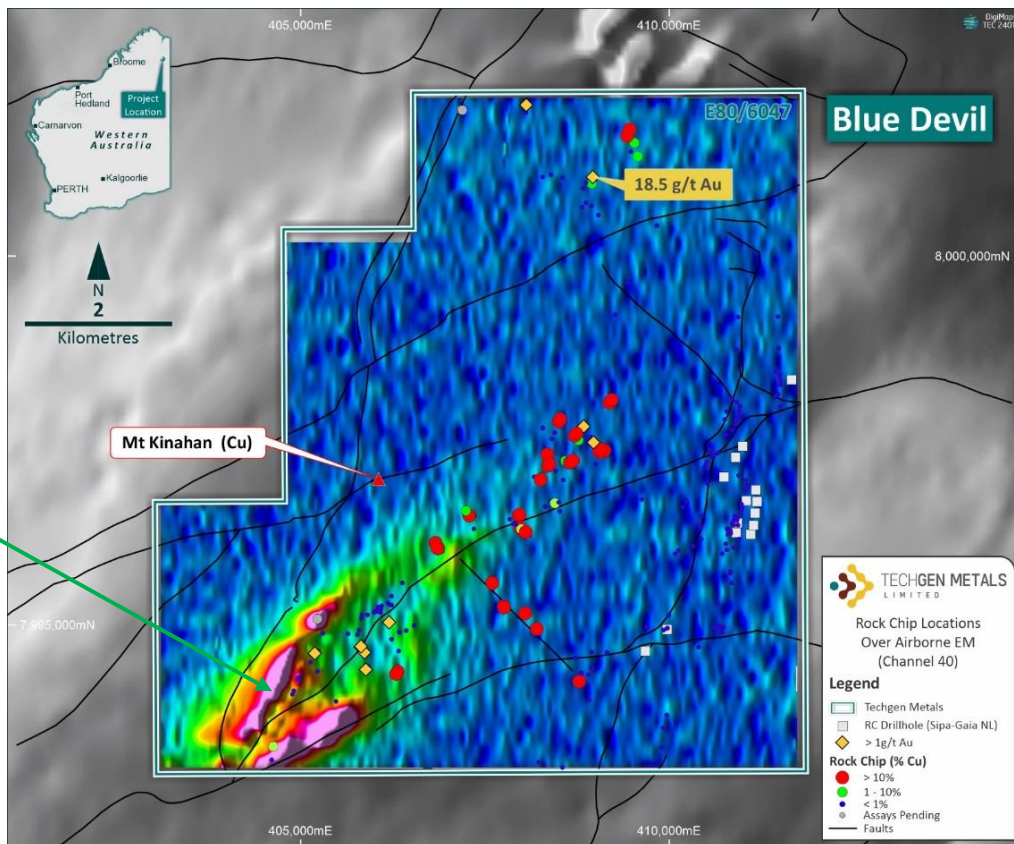 405,000mE
410,000mE
DigiMaps
TEC 2401
Broome
Port
Hedland
Project
Location
Carnarvon
Western
Australia
Kalgoorlie
PERTH
E80/6047
Blue Devil
18.5 g/t Au
8,000,000mN
N
2
Kilometres
Mt Kinahan (Cu)
7,995,000mN
TECHGEN METALS
LIMITED
Rock Chip Locations
Over Airborne EM
(Channel 40)
Legend
Techgen Metals
RC Drillhole (Sipa-Gaia NL)
> 1g/t Au
Rock Chip (% Cu)
> 10%
1 - 10%
< 1%
Assays Pending
Faults
405,000mE
410,000mE